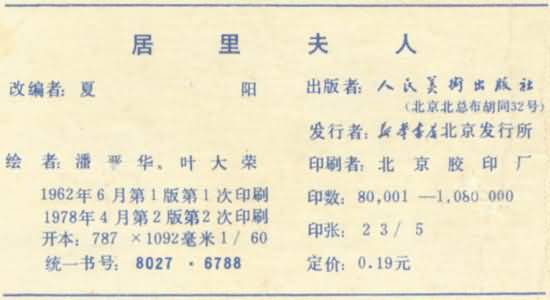 居里夫人
改编者：夏 阳
绘者：潘晋华、叶大荣
1962年6月第1版第1次印刷
1978年4月第2版第2次印刷
开本：787×1092毫米1/60
统一书号：8027·6788
出版者：人民美術出版社
（北京北总布胡同32号）
发行者：新华書店北京发行所
印刷者：北京胶印厂
印数：80,001—1,080,000
印张：2 3/5
定价：0.19元